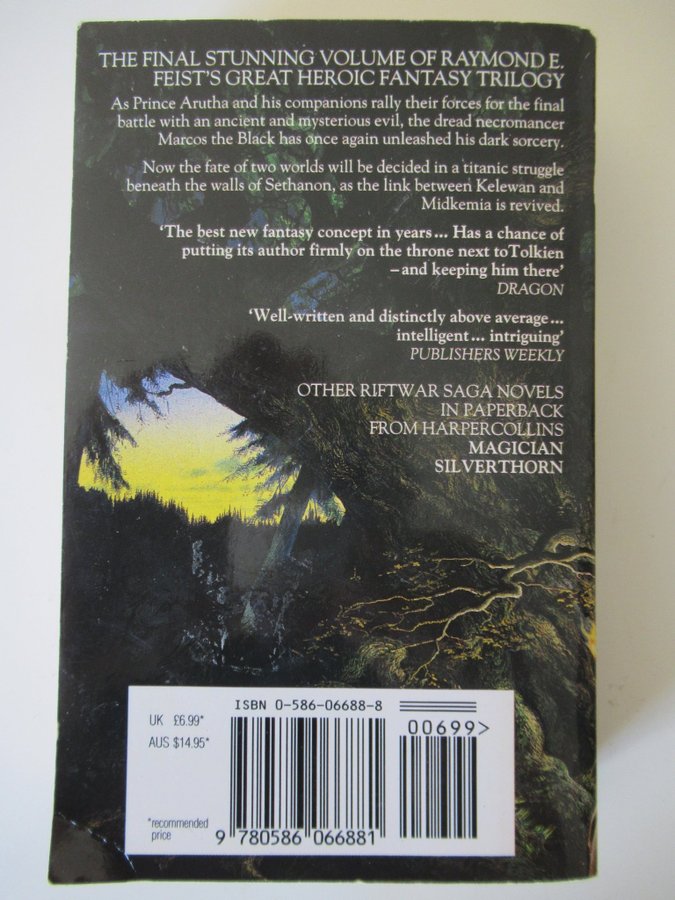 THE FINAL STUNNING VOLUME OF RAYMOND E.
FEIST'S GREAT HEROIC FANTASY TRILOGY
As Prince Arutha and his companions rally their forces for the final
battle with an ancient and mysterious evil, the dread necromancer
Marcos the Black has once again unleashed his dark sorcery.
Now the fate of two worlds will be decided in a titanic struggle
beneath the walls of Sethanon, as the link between Kelewan and
Midkemia is revived.
'The best new fantasy concept in years... Has a chance of
putting its author firmly on the throne next to Tolkien
– and keeping him there'
DRAGON
'Well-written and distinctly above average...
intelligent... intriguing'
PUBLISHERS WEEKLY
OTHER RIFTWAR SAGA NOVELS
IN PAPERBACK
FROM HARPERCOLLINS
MAGICIAN
SILVERTHORN
ISBN 0-586-06688-8
UK £6.99*
AUS $14.95*
00699>
*recommended
price
9 780586 066881